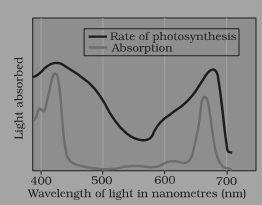 Rate of photosynthesis
Absorption
Light absorbed
400 500 600 700
Wavelength of light in nanometres (nm)